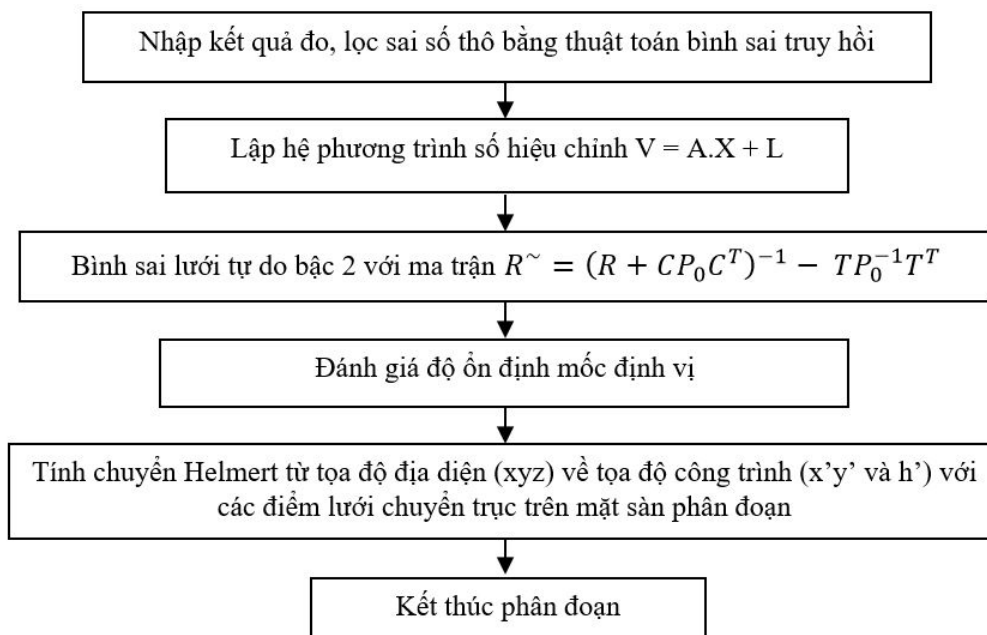 Nhập kết quả đo, lọc sai số thô bằng thuật toán bình sai truy hồi
Lập hệ phương trình số hiệu chỉnh V = A.X + L
Bình sai lưới tự do bậc 2 với ma trận R~ = (R + CP₀Cᵀ)⁻¹ − TP₀⁻¹Tᵀ
Đánh giá độ ổn định mốc định vị
Tính chuyển Helmert từ tọa độ địa diện (xyz) về tọa độ công trình (x’y’ và h’) với
các điểm lưới chuyển trục trên mặt sàn phân đoạn
Kết thúc phân đoạn